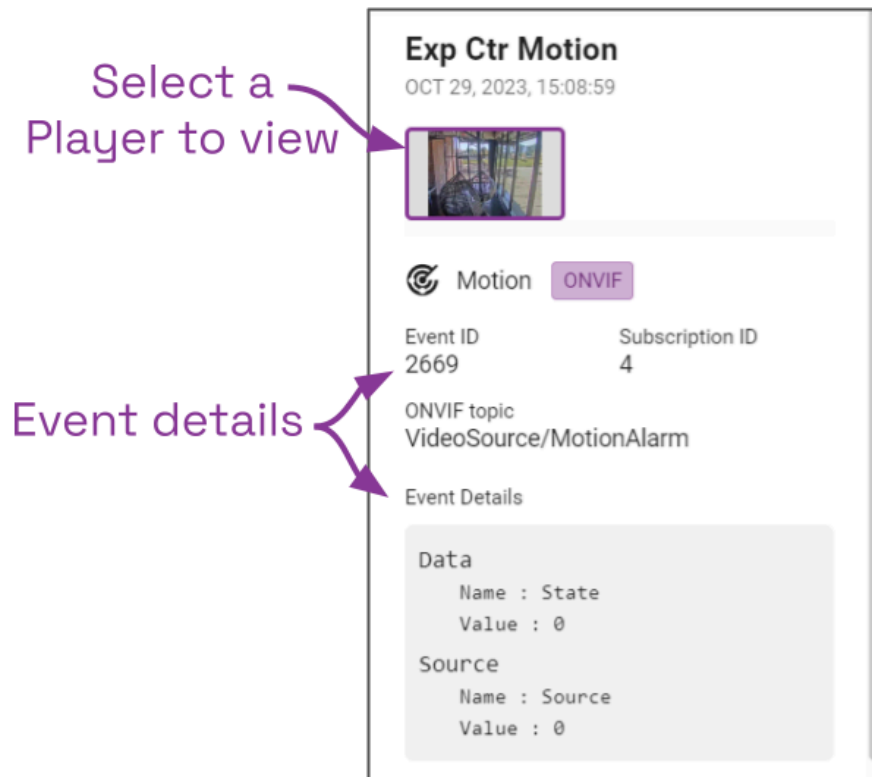 Exp Ctr Motion
OCT 29, 2023, 15:08:59
Select a
Player to view
Motion ONVIF
Event ID Subscription ID
2669 4
ONVIF topic
VideoSource/MotionAlarm
Event details
Event Details
Data
Name : State
Value : 0
Source
Name : Source
Value : 0